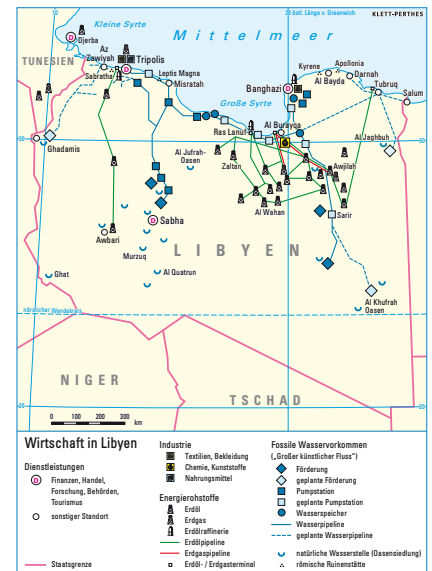 10
20 östl. Länge v. Greenwich
KLETT-PERTHES
Kleine Syrte
Mittelmeer
Djerba
TUNESIEN
Az
Zawiyah
Tripolis
Sabratha
Leptis Magna
Misratah
Kyrene
Apollonia
Al Bayda
Darnah
Banghazi
Tubruq
Salum
Große Syrte
Ras Lanuf
Al Burayqa
30
30
Ghadamis
Al Jufrah-
Oasen
Zaltan
Awjilah
Al Jaghbub
Al Wahan
Sarir
Sabha
Awbari
LIBYEN
Murzuq
Ghat
Al Qatrun
Al Khufrah
Oasen
nördlicher Wendekreis
NIGER
TSCHAD
20
20
0 100 200 300
km
Wirtschaft in Libyen
Dienstleistungen
D
Finanzen, Handel,
Forschung, Behörden,
Tourismus
sonstiger Standort
Staatsgrenze
Industrie
Textilien, Bekleidung
Chemie, Kunststoffe
Nahrungsmittel
Energierohstoffe
Erdöl
Erdgas
Erdölraffinerie
Erdölpipeline
Erdgaspipeline
Erdöl- / Erdgasterminal
Fossile Wasservorkommen
(„Großer künstlicher Fluss“)
Förderung
geplante Förderung
Pumpstation
geplante Pumpstation
Wasserspeicher
Wasserpipeline
geplante Wasserpipeline
natürliche Wasserstelle (Oasensiedlung)
römische Ruinenstätte